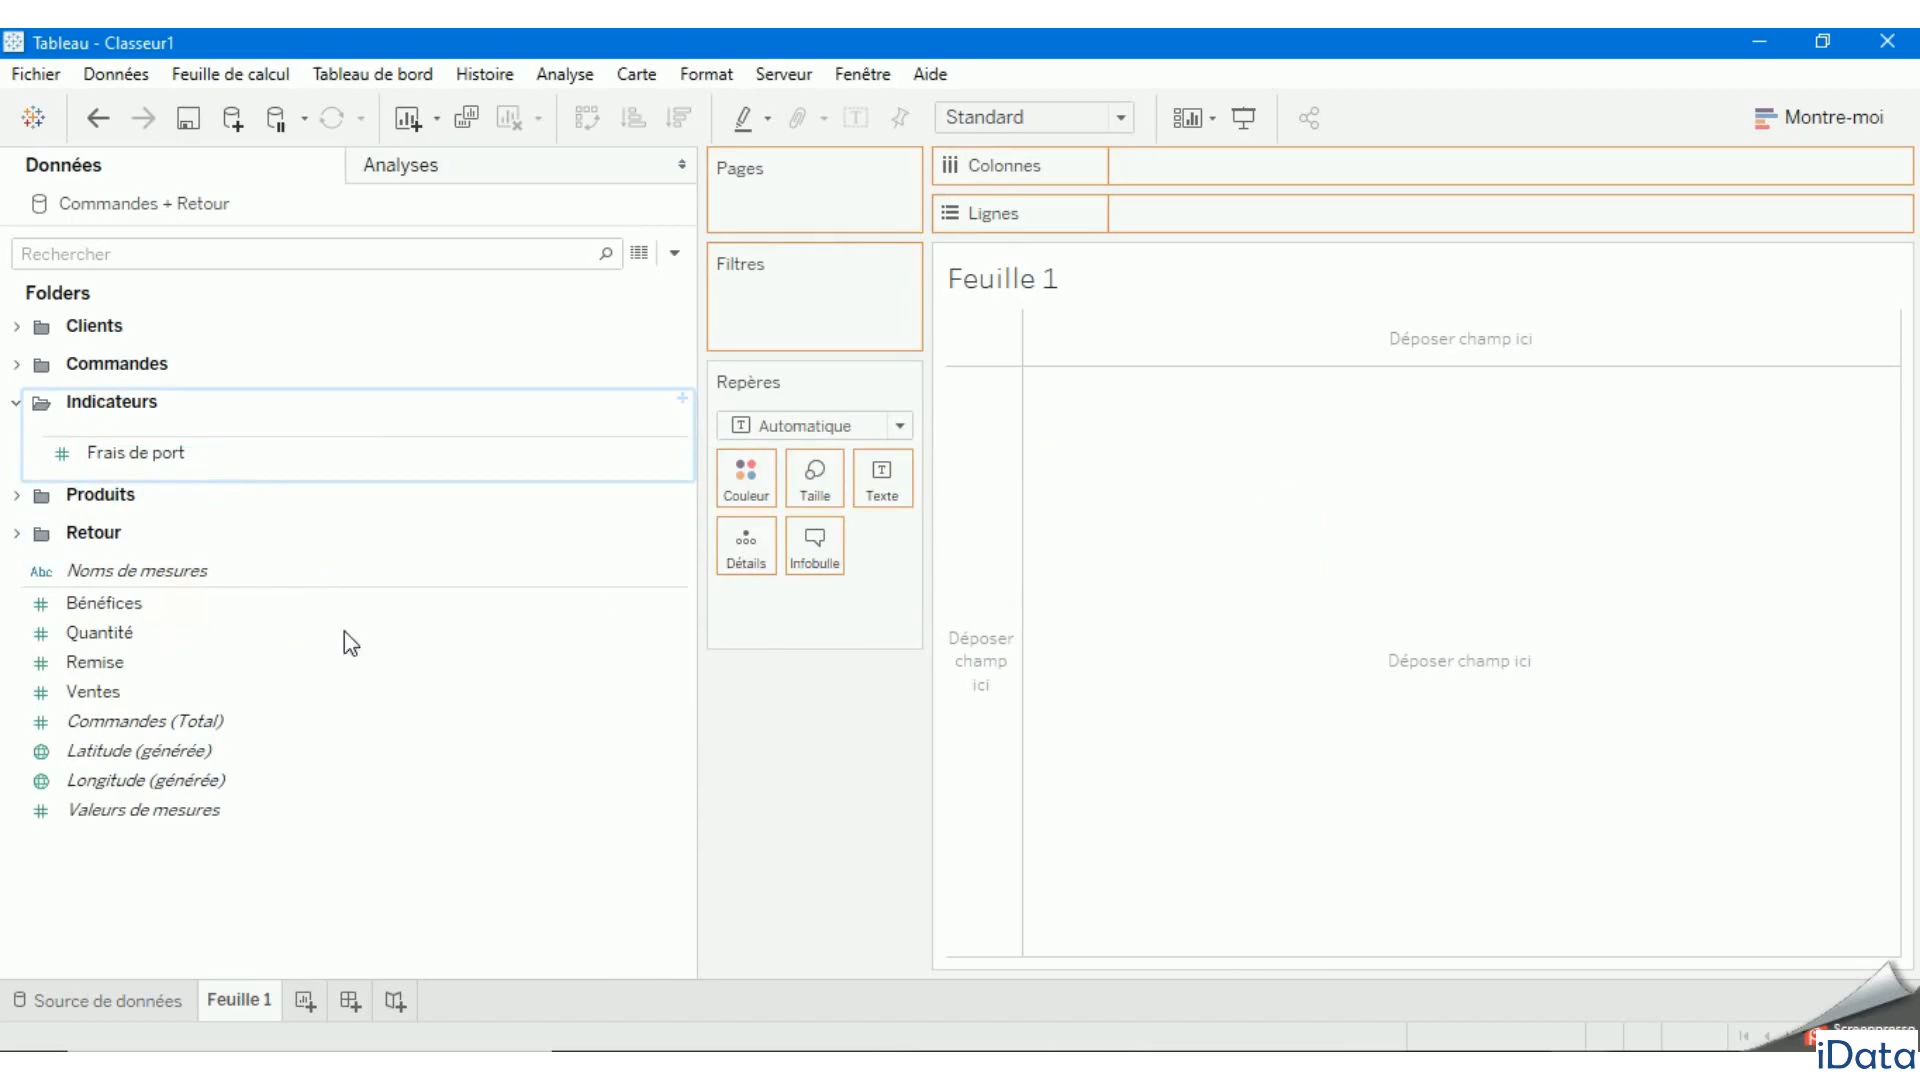 Tableau - Classeur1
Fichier Données Feuille de calcul Tableau de bord Histoire Analyse Carte Format Serveur Fenêtre Aide
Standard
Montre-moi
Données
Analyses
Commandes + Retour
Rechercher
Folders
Clients
Commandes
Indicateurs
# Frais de port
Produits
Retour
Abc Noms de mesures
# Bénéfices
# Quantité
# Remise
# Ventes
# Commandes (Total)
Latitude (générée)
Longitude (générée)
# Valeurs de mesures
Pages
Filtres
Repères
T Automatique
Couleur
Taille
T Texte
Détails
Infobulle
Colonnes
Lignes
Feuille 1
Déposer champ ici
Déposer
champ
ici
Déposer champ ici
Source de données
Feuille 1
Screenpresso
iData